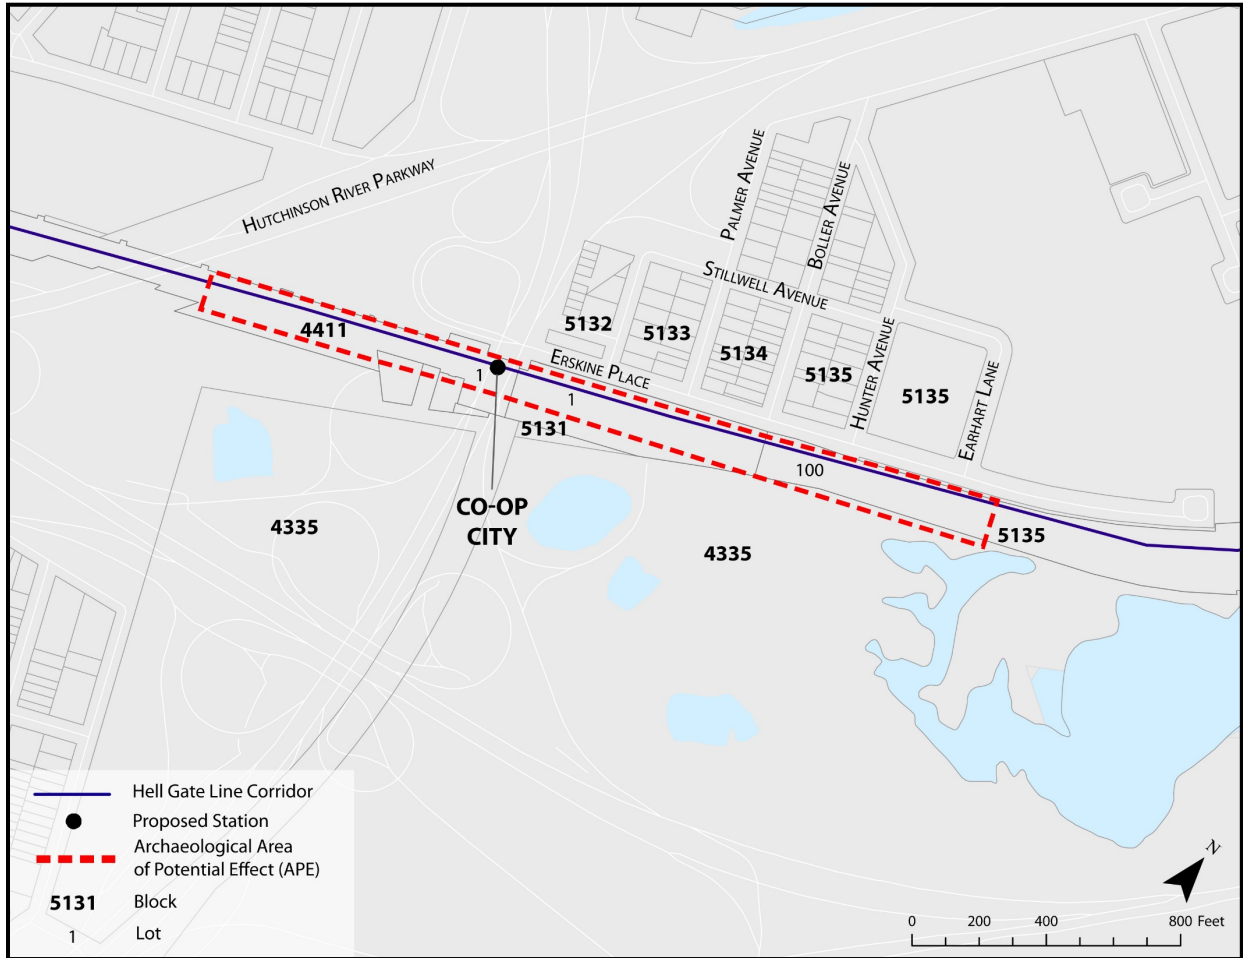 HUTCHINSON RIVER PARKWAY
PALMER AVENUE
BOLLER AVENUE
STILLWELL AVENUE
4411
5132
5133
5134
5135
HUNTER AVENUE
5135
EARHART LANE
ERSKINE PLACE
1
1
5131
100
CO-OP
CITY
4335
4335
5135
Hell Gate Line Corridor
Proposed Station
Archaeological Area
of Potential Effect (APE)
5131 Block
1 Lot
N
0 200 400 800 Feet